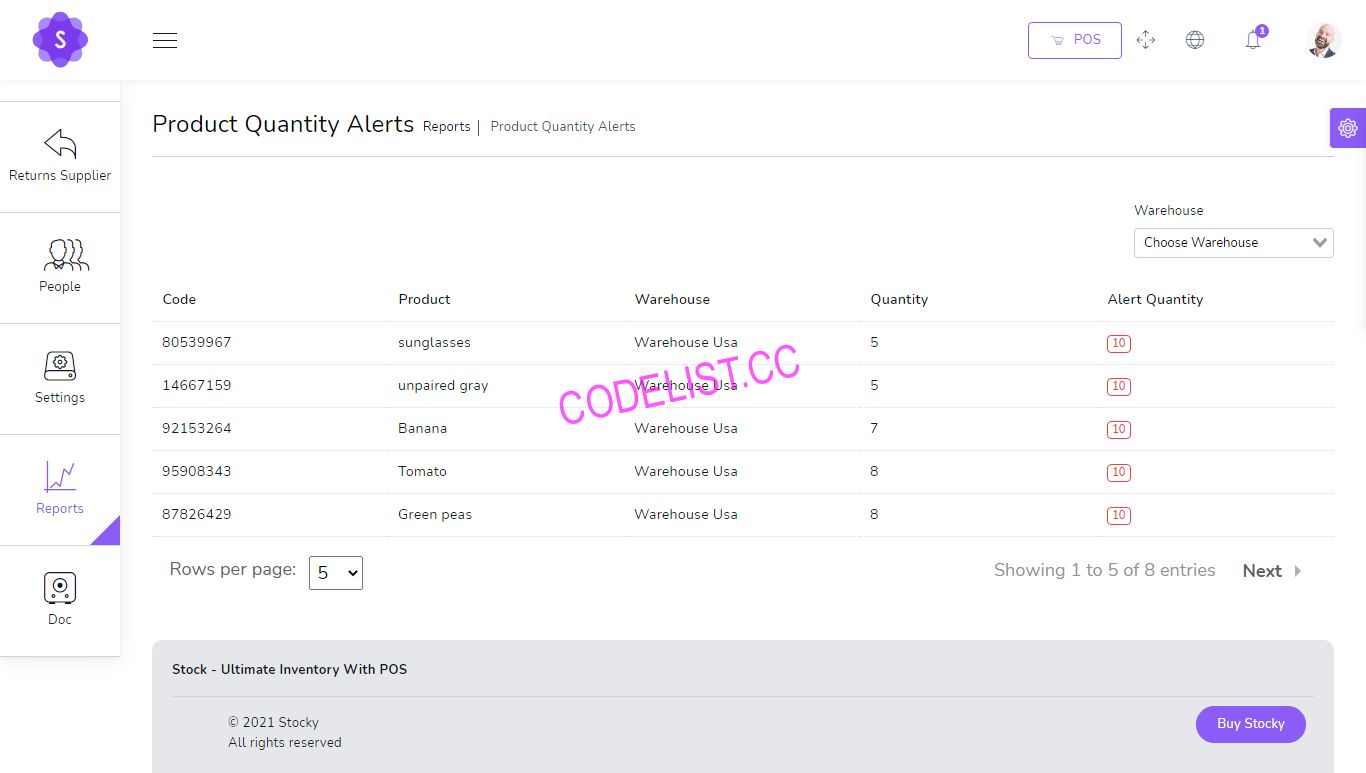 S
POS
1
Returns Supplier
People
Settings
Reports
Doc
Product Quantity Alerts Reports | Product Quantity Alerts
Warehouse
Choose Warehouse
Code Product Warehouse Quantity Alert Quantity
80539967 sunglasses Warehouse Usa 5 10
14667159 unpaired gray Warehouse Usa 5 10
92153264 Banana Warehouse Usa 7 10
95908343 Tomato Warehouse Usa 8 10
87826429 Green peas Warehouse Usa 8 10
CODELIST.CC
Rows per page: 5 Showing 1 to 5 of 8 entries Next
Stock - Ultimate Inventory With POS
© 2021 Stocky
All rights reserved
Buy Stocky